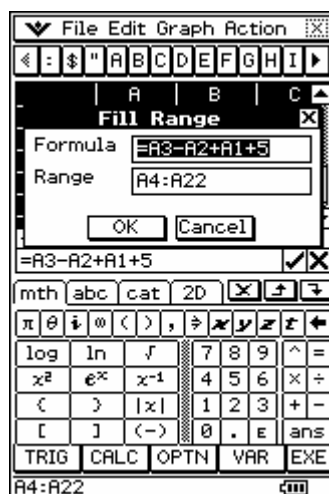 File Edit Graph Action
: $ " A B C D E F G H I
A B C
Fill Range
Formula =A3-A2+A1+5
Range A4:A22
OK Cancel
=A3-A2+A1+5
mth abc cat 2D
π θ i ∞ ( ) , ⇒ x y z t ←
log ln √ 7 8 9 ^ =
x² eˣ x⁻¹ 4 5 6 × ÷
( ) |x| 1 2 3 + -
[ ] (-) 0 . E ans
TRIG CALC OPTN VAR EXE
A4:A22